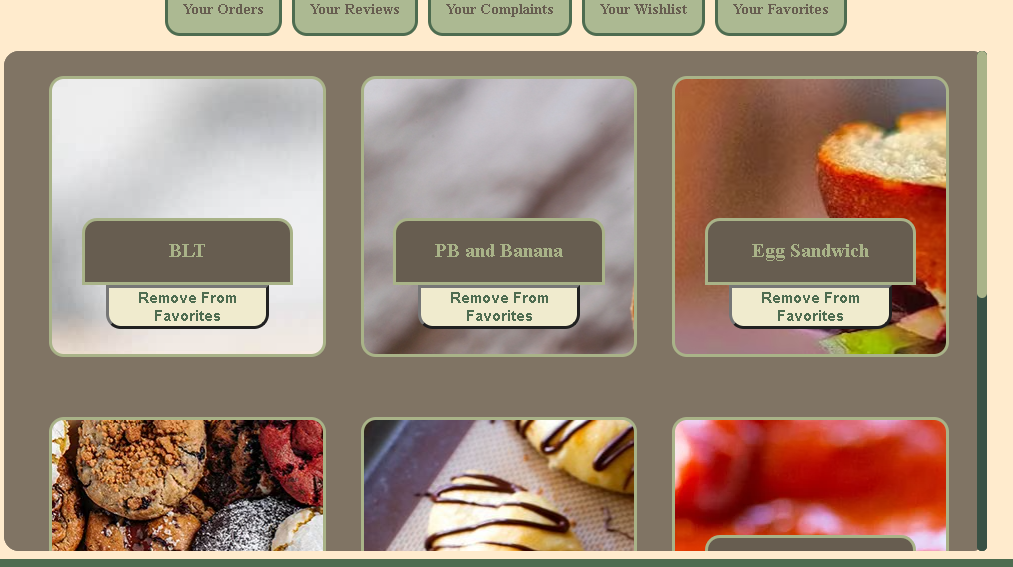 Your Orders
Your Reviews
Your Complaints
Your Wishlist
Your Favorites
BLT
PB and Banana
Egg Sandwich
Remove From
Favorites
Remove From
Favorites
Remove From
Favorites